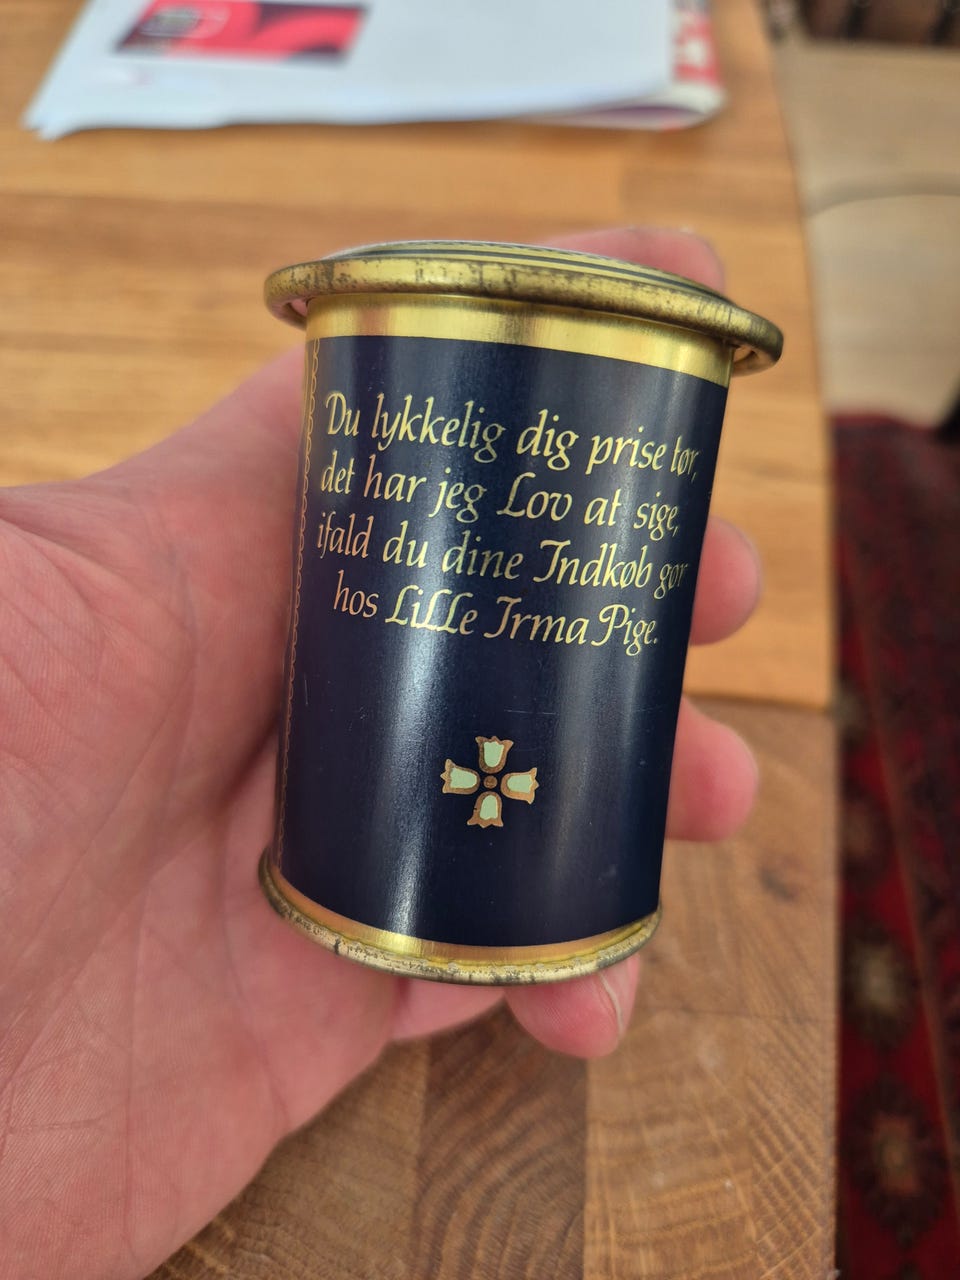 Du lykkelig dig prise tør,
det har jeg Lov at sige,
ifald du dine Indkøb gør
hos Lille Irma Pige.